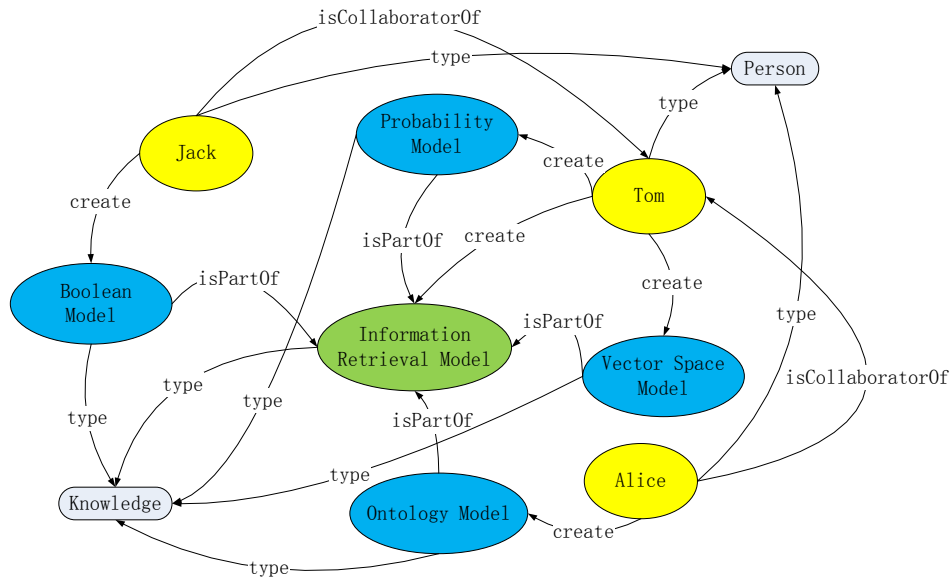 isCollaboratorOf
type
Person
type
Probability
Model
Jack
create
Tom
create
isPartOf
create
isPartOf
create
Boolean
Model
Information
Retrieval Model
isPartOf
type
Vector Space
Model
type
type
type
isCollaboratorOf
isPartOf
type
Alice
Knowledge
Ontology Model
create
type